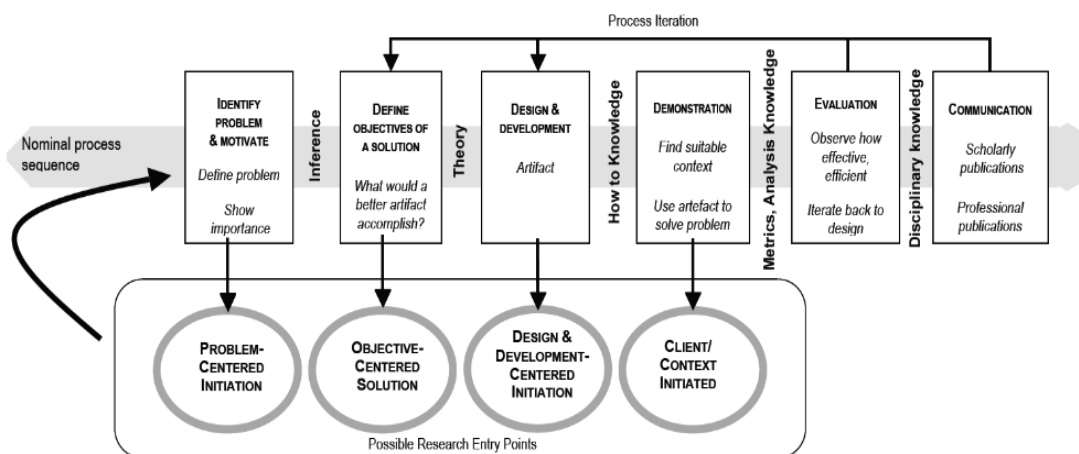 Process Iteration
Nominal process
sequence
IDENTIFY
PROBLEM
& MOTIVATE
Define problem
Show
importance
Inference
DEFINE
OBJECTIVES OF
A SOLUTION
What would a
better artifact
accomplish?
Theory
DESIGN &
DEVELOPMENT
Artifact
How to Knowledge
DEMONSTRATION
Find suitable
context
Use artefact to
solve problem
Metrics, Analysis Knowledge
EVALUATION
Observe how
effective,
efficient
Iterate back to
design
Disciplinary knowledge
COMMUNICATION
Scholarly
publications
Professional
publications
PROBLEM-
CENTERED
INITIATION
OBJECTIVE-
CENTERED
SOLUTION
DESIGN &
DEVELOPMENT-
CENTERED
INITIATION
CLIENT/
CONTEXT
INITIATED
Possible Research Entry Points